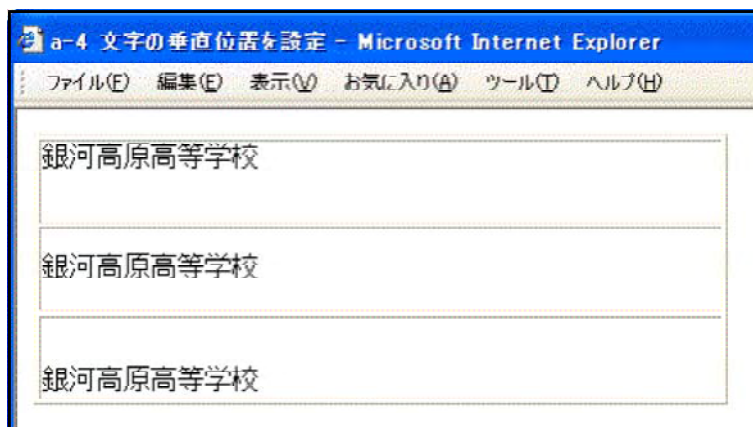 a-4 文字の垂直位置を設定 - Microsoft Internet Explorer
ファイル(F) 編集(E) 表示(V) お気に入り(A) ツール(T) ヘルプ(H)
銀河高原高等学校
銀河高原高等学校
銀河高原高等学校